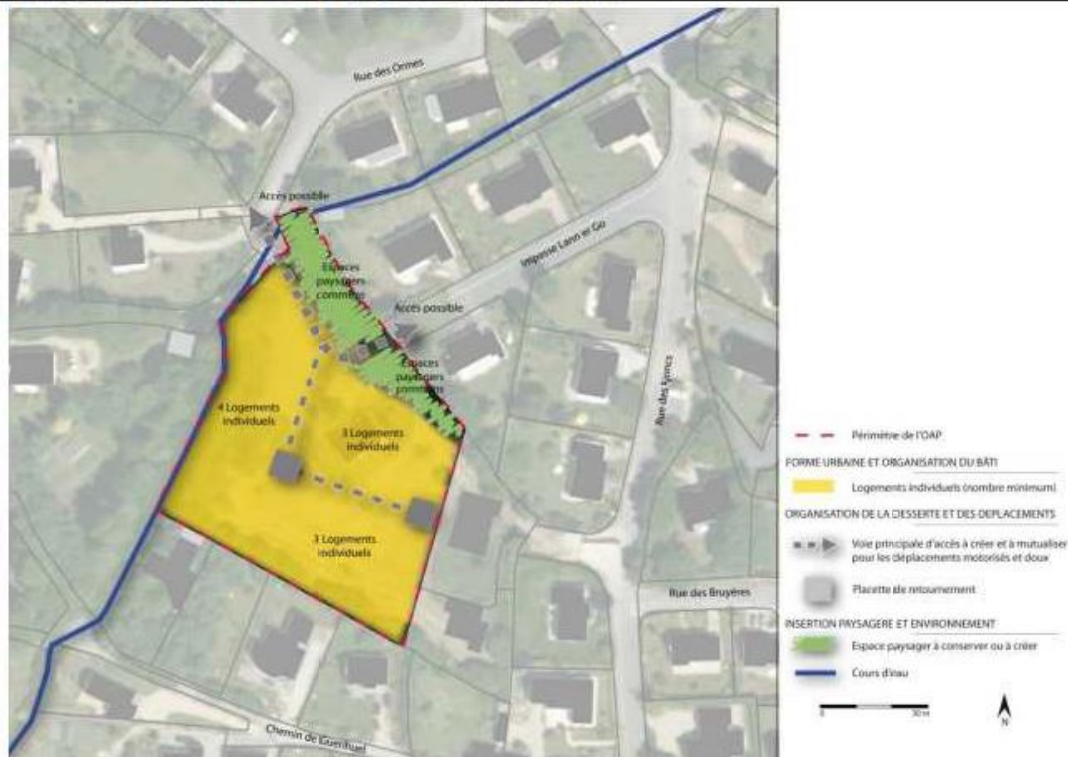 Rue des Ormes
Accès possible
Impasse Lann er Go
Espaces
paysagers
communs
Accès possible
Espaces
paysagers
communs
Rue des Ajoncs
4 Logements
individuels
3 Logements
individuels
3 Logements
individuels
Rue des Bruyères
Chemin de Guerihuel
Périmètre de l'OAP
FORME URBAINE ET ORGANISATION DU BÂTI
Logements individuels (nombre minimum)
ORGANISATION DE LA DESSERTE ET DES DEPLACEMENTS
Voie principale d'accès à créer et à mutualiser
pour les déplacements motorisés et doux
Placette de retournement
INSERTION PAYSAGERE ET ENVIRONNEMENT
Espace paysager à conserver ou à créer
Cours d'eau
0
30 m
N